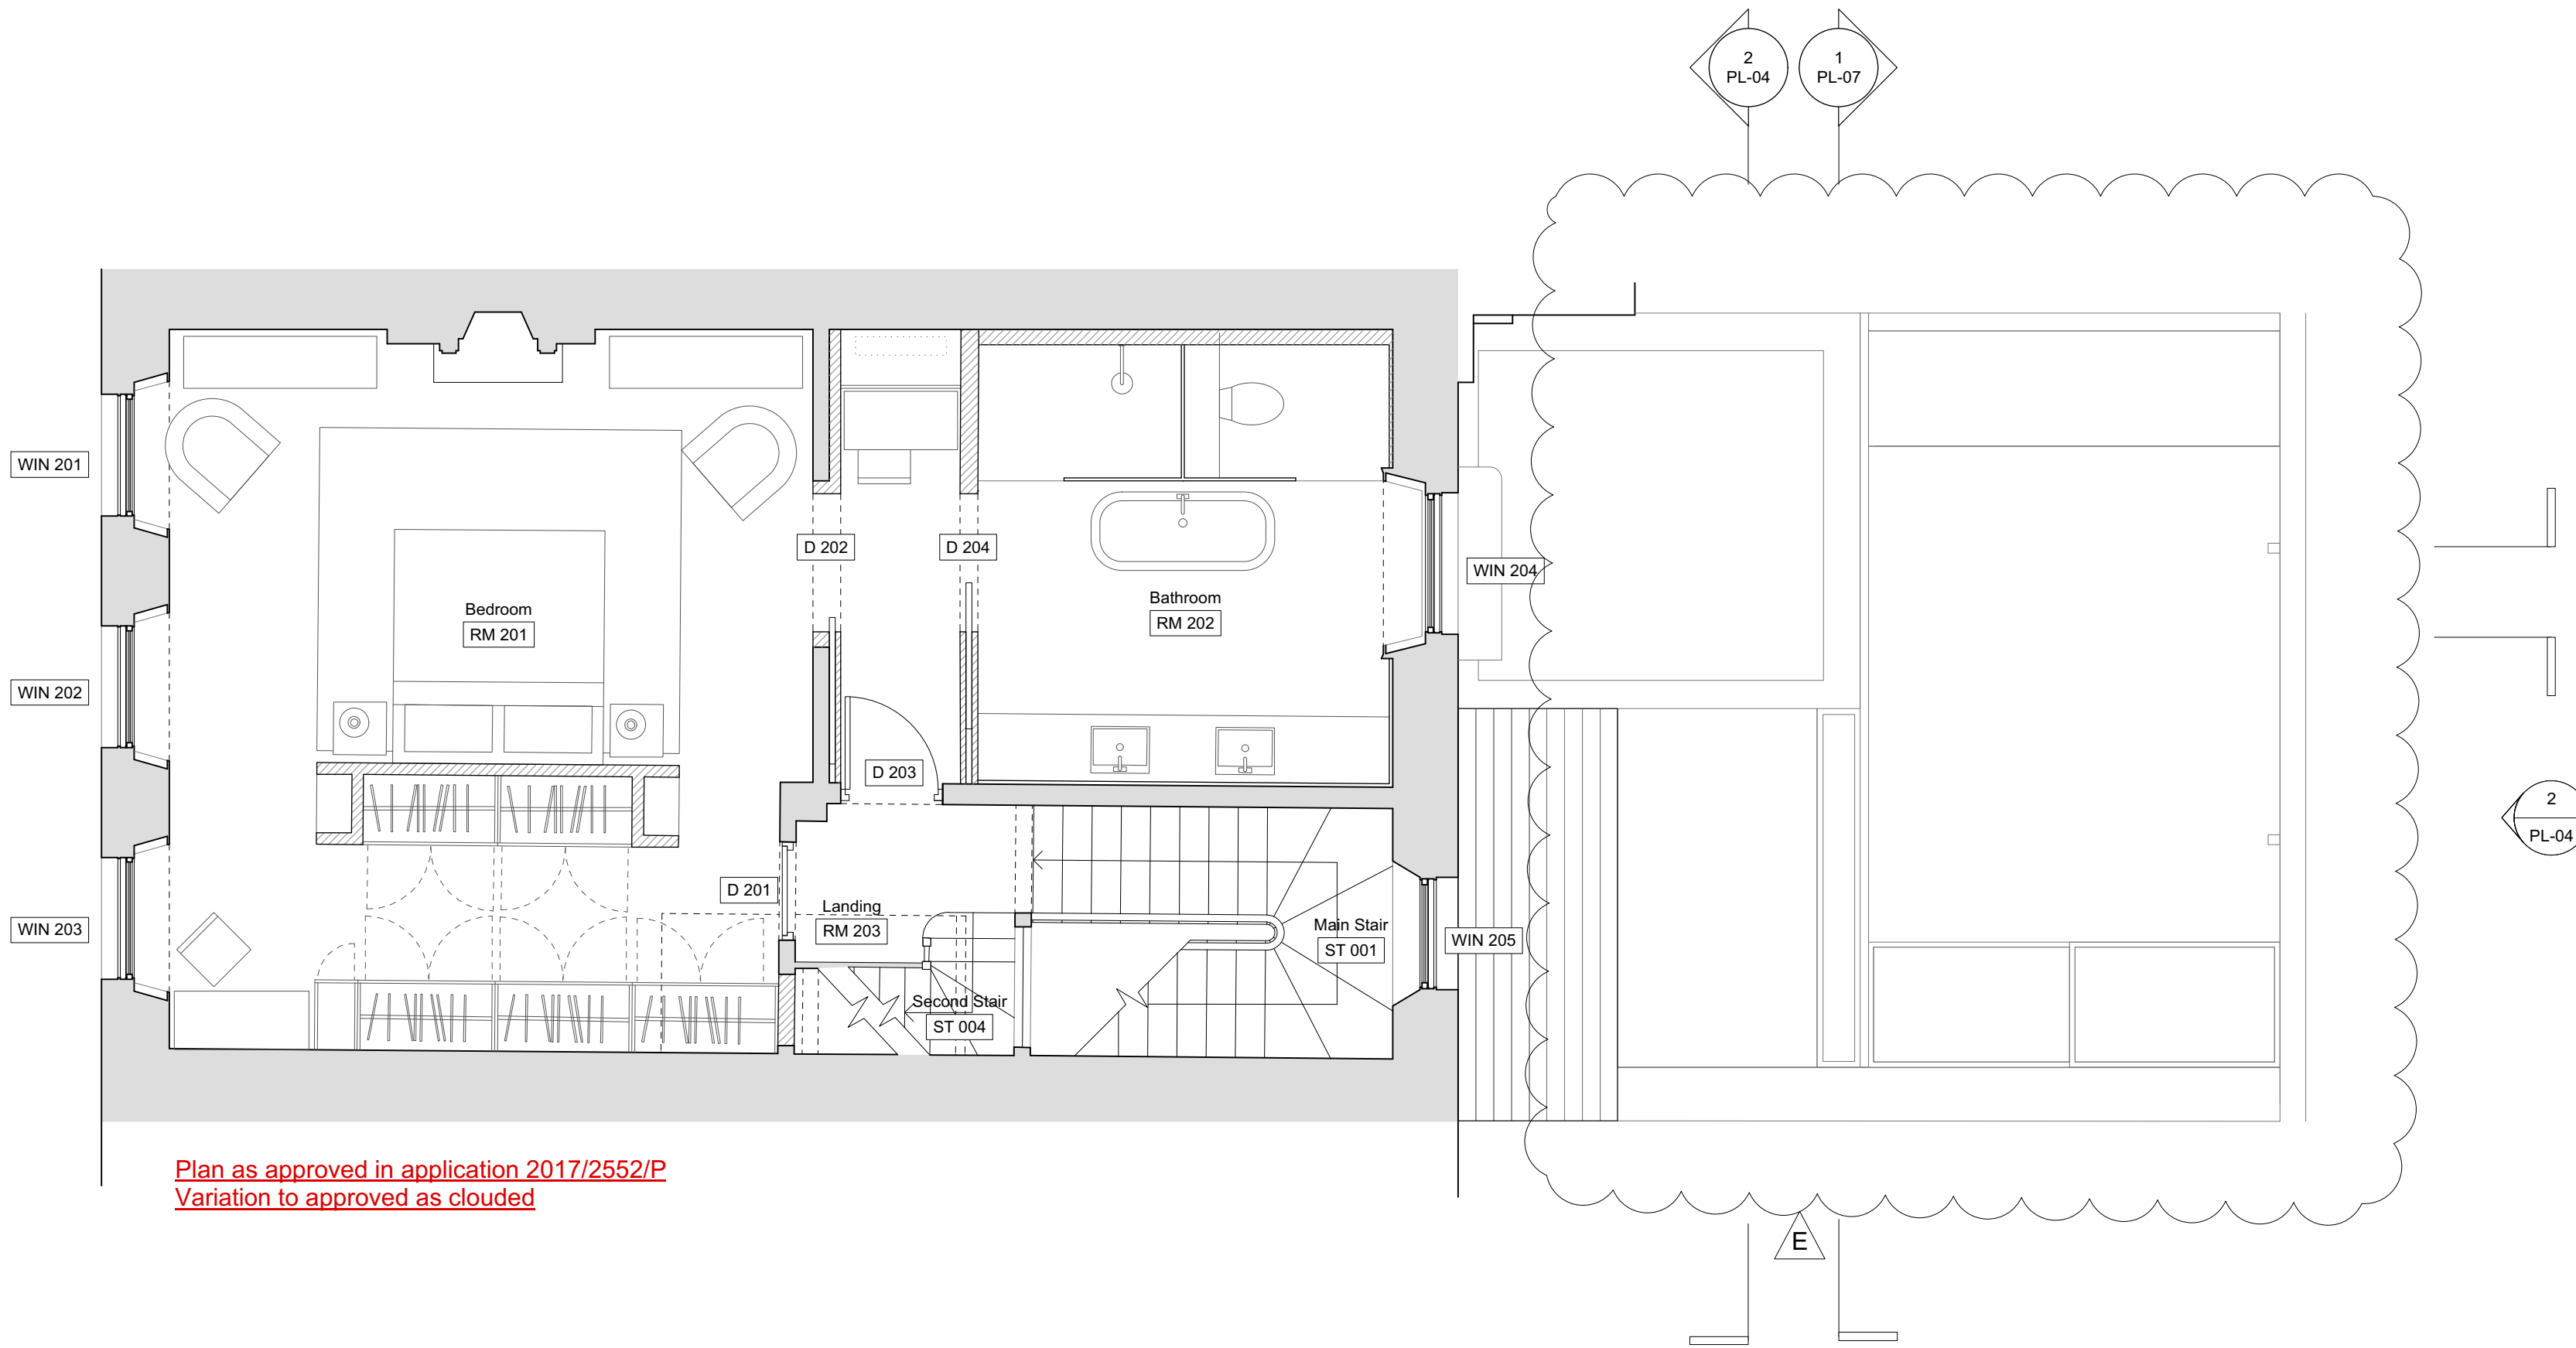 2
PL-04
1
PL-07
WIN 201
D 202
D 204
WIN 204
Bedroom
RM 201
Bathroom
RM 202
WIN 202
D 203
2
PL-04
D 201
Landing
RM 203
WIN 203
Main Stair
ST 001
WIN 205
Second Stair
ST 004
Plan as approved in application 2017/2552/P
Variation to approved as clouded
E